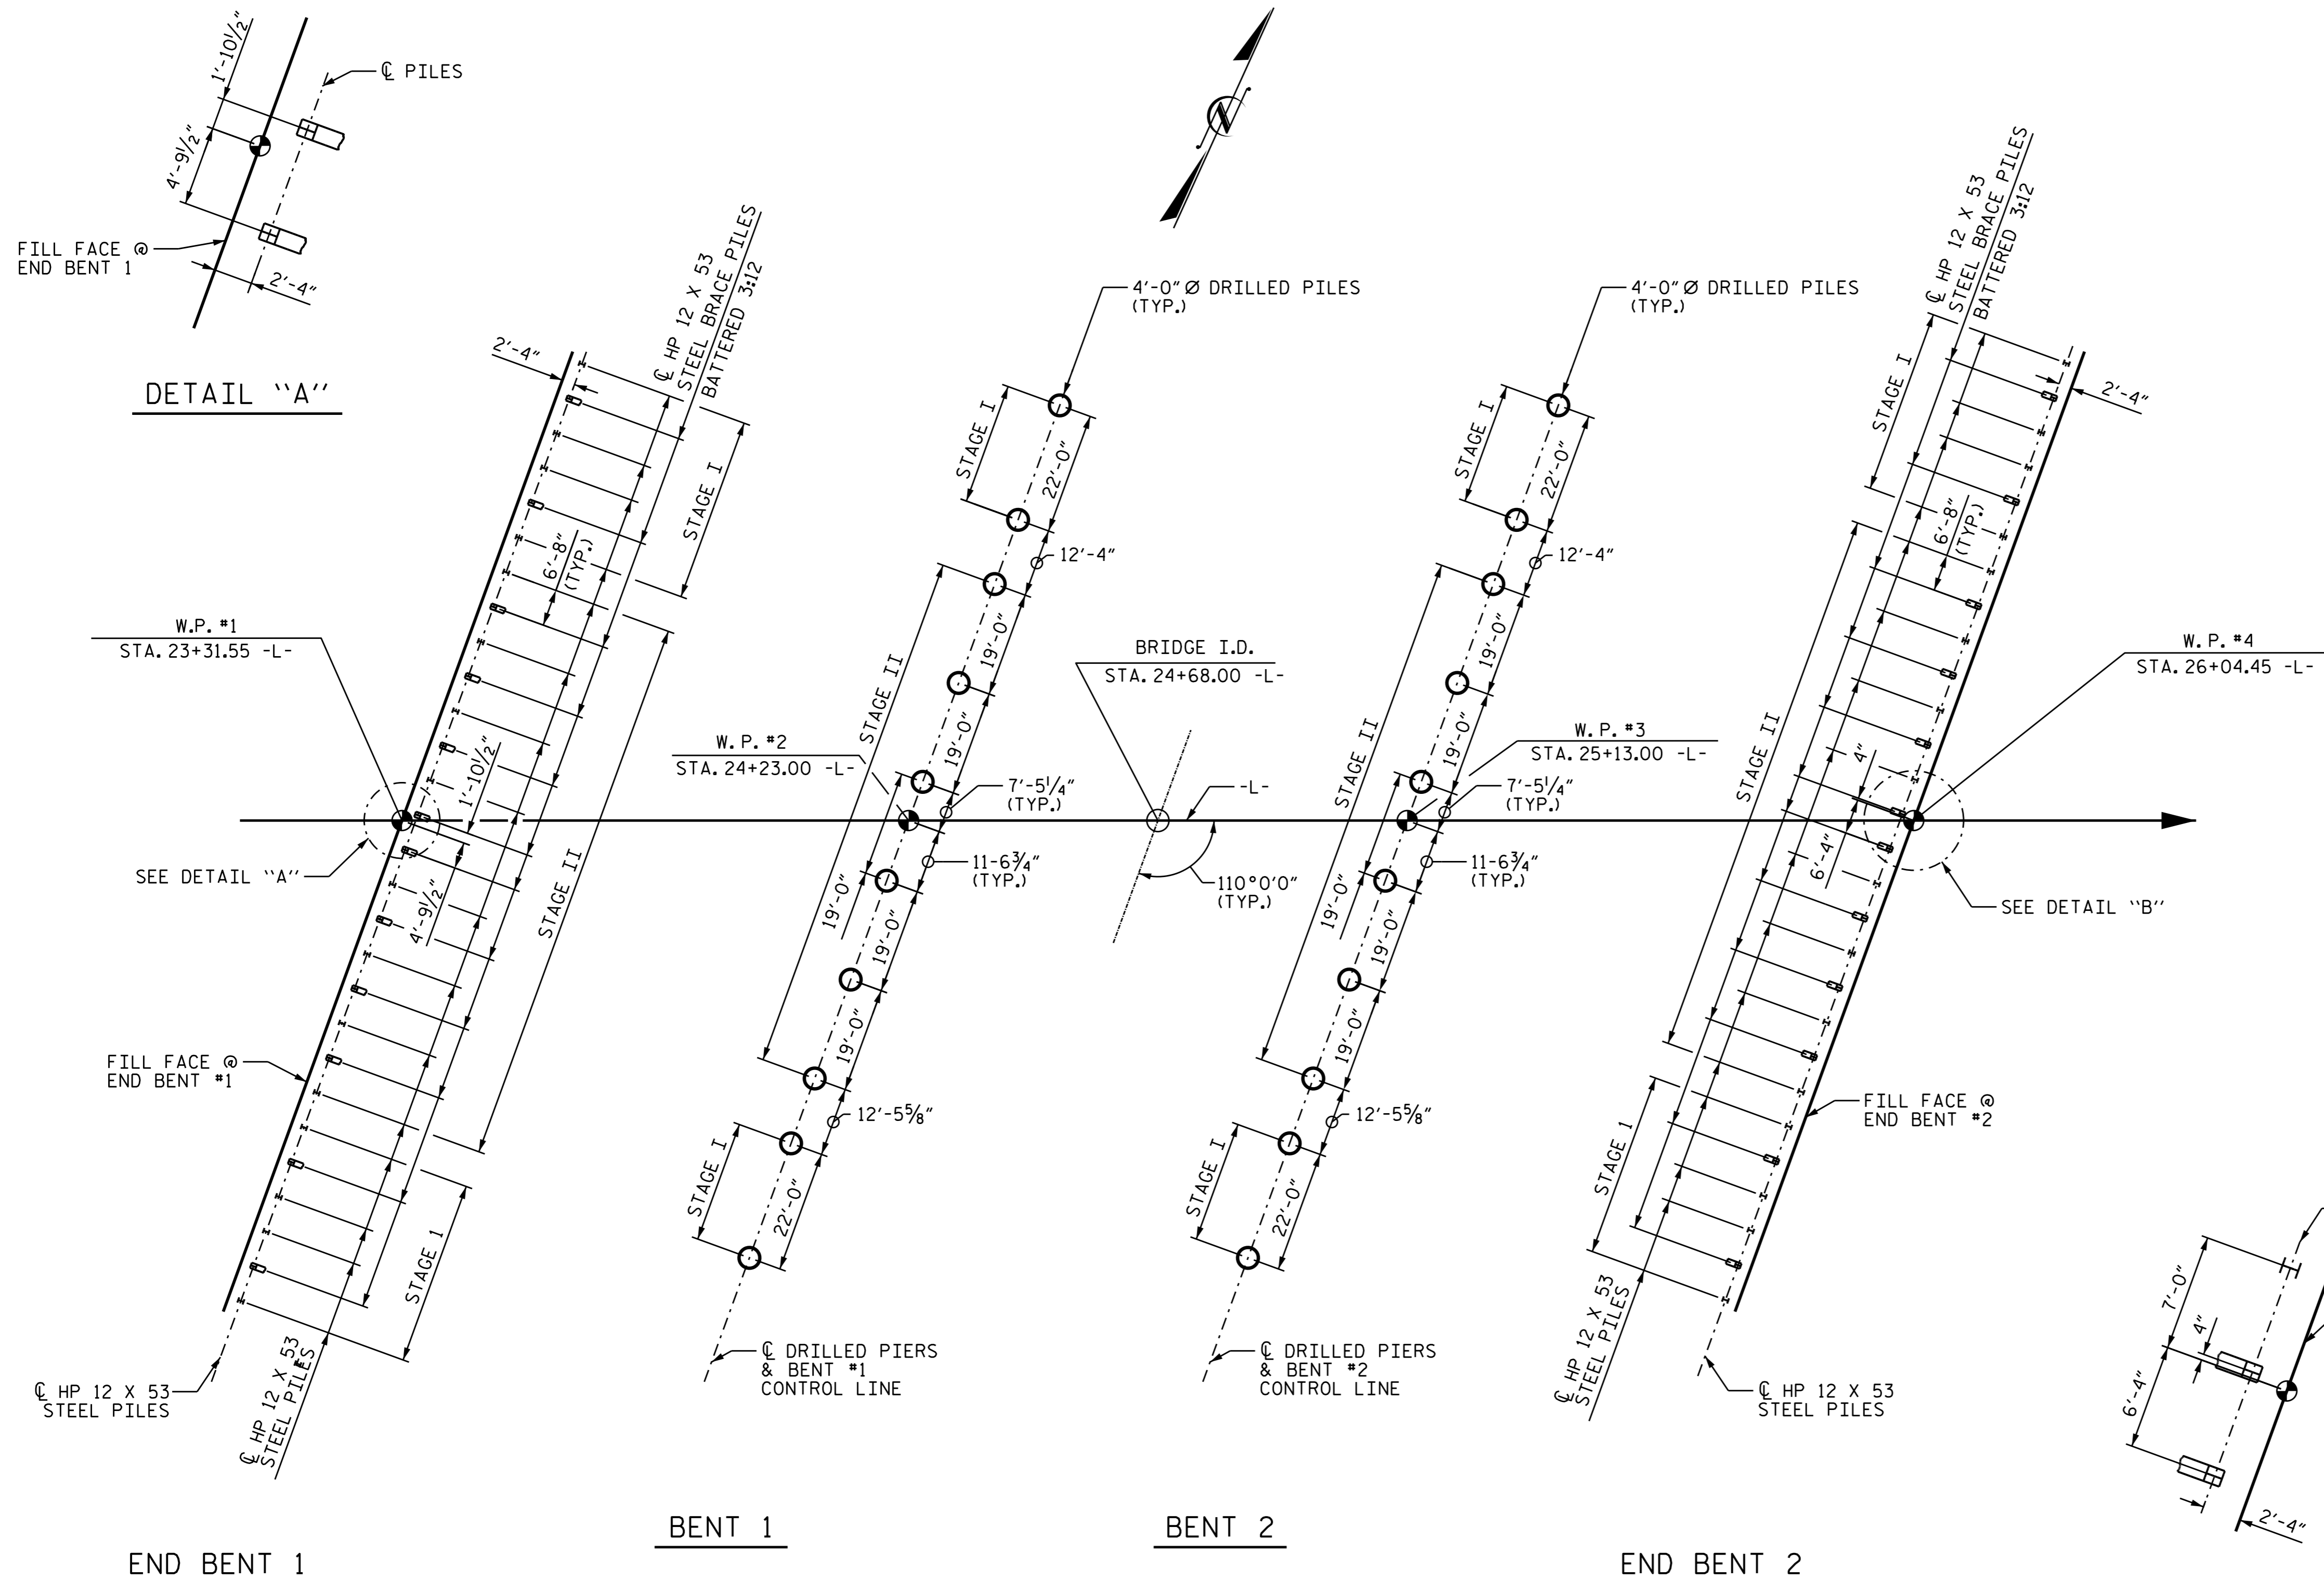 1'-10½"
4'-9½"
℄ PILES
FILL FACE @
END BENT 1
2'-4"
DETAIL "A"
N
2'-4"
℄ HP 12 X 53
STEEL BRACE PILES
BATTERED 3:12
STAGE I
6'-8"
(TYP.)
W.P. #1
STA. 23+31.55 -L-
1'-10½"
4'-9½"
SEE DETAIL "A"
STAGE II
FILL FACE @
END BENT #1
STAGE 1
℄ HP 12 X 53
STEEL PILES
℄ HP 12 X 53
STEEL PILES
END BENT 1
4'-0" Ø DRILLED PILES
(TYP.)
STAGE I
22'-0"
12'-4"
19'-0"
STAGE II
19'-0"
W.P. #2
STA. 24+23.00 -L-
7'-5¼"
(TYP.)
11-6¾"
(TYP.)
19'-0"
19'-0"
19'-0"
12'-5⅝"
STAGE I
22'-0"
℄ DRILLED PIERS
& BENT #1
CONTROL LINE
BENT 1
BRIDGE I.D.
STA. 24+68.00 -L-
-L-
110°0'0"
(TYP.)
4'-0" Ø DRILLED PILES
(TYP.)
STAGE I
22'-0"
12'-4"
19'-0"
STAGE II
19'-0"
W.P. #3
STA. 25+13.00 -L-
7'-5¼"
(TYP.)
11-6¾"
(TYP.)
19'-0"
19'-0"
19'-0"
12'-5⅝"
STAGE I
22'-0"
℄ DRILLED PIERS
& BENT #2
CONTROL LINE
BENT 2
℄ HP 12 X 53
STEEL BRACE PILES
BATTERED 3:12
STAGE I
2'-4"
6'-8"
(TYP.)
W.P. #4
STA. 26+04.45 -L-
STAGE II
4"
6'-4"
SEE DETAIL "B"
FILL FACE @
END BENT #2
STAGE 1
℄ HP 12 X 53
STEEL PILES
℄ HP 12 X 53
STEEL PILES
END BENT 2
7'-0"
4"
6'-4"
2'-4"